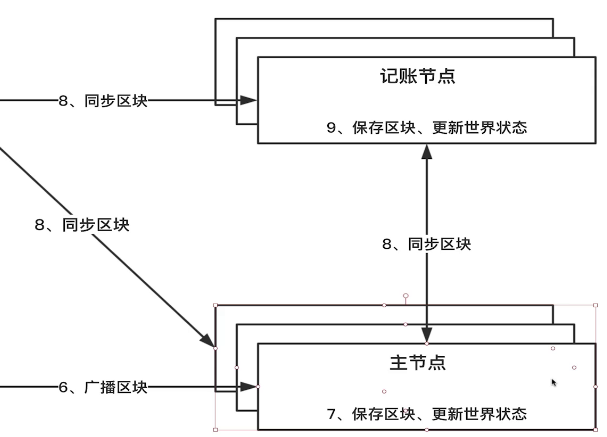 记账节点
8、同步区块
9、保存区块、更新世界状态
8、同步区块
8、同步区块
主节点
6、广播区块
7、保存区块、更新世界状态